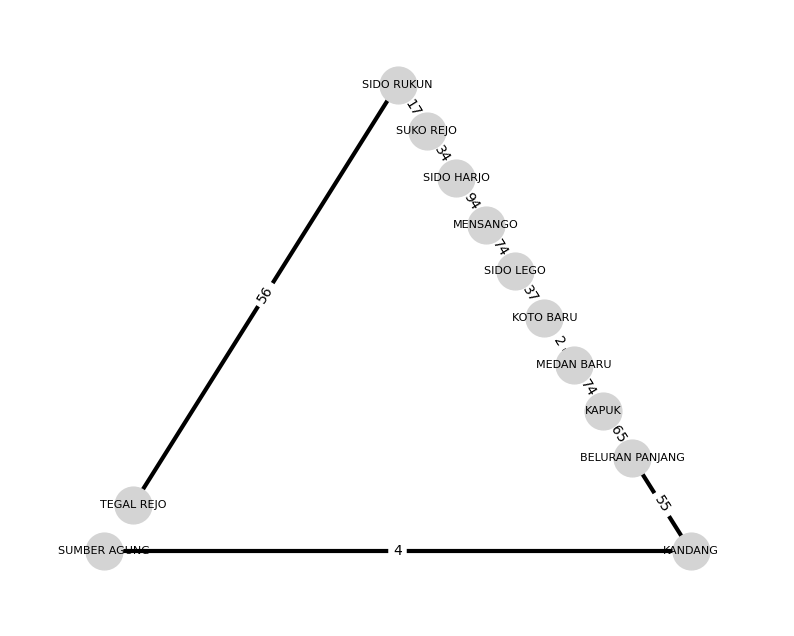 SIDO RUKUN
17
SUKO REJO
34
SIDO HARJO
94
MENSANGO
74
SIDO LEGO
37
56
KOTO BARU
2
MEDAN BARU
74
KAPUK
65
BELURAN PANJANG
55
TEGAL REJO
SUMBER AGUNG
4
KANDANG